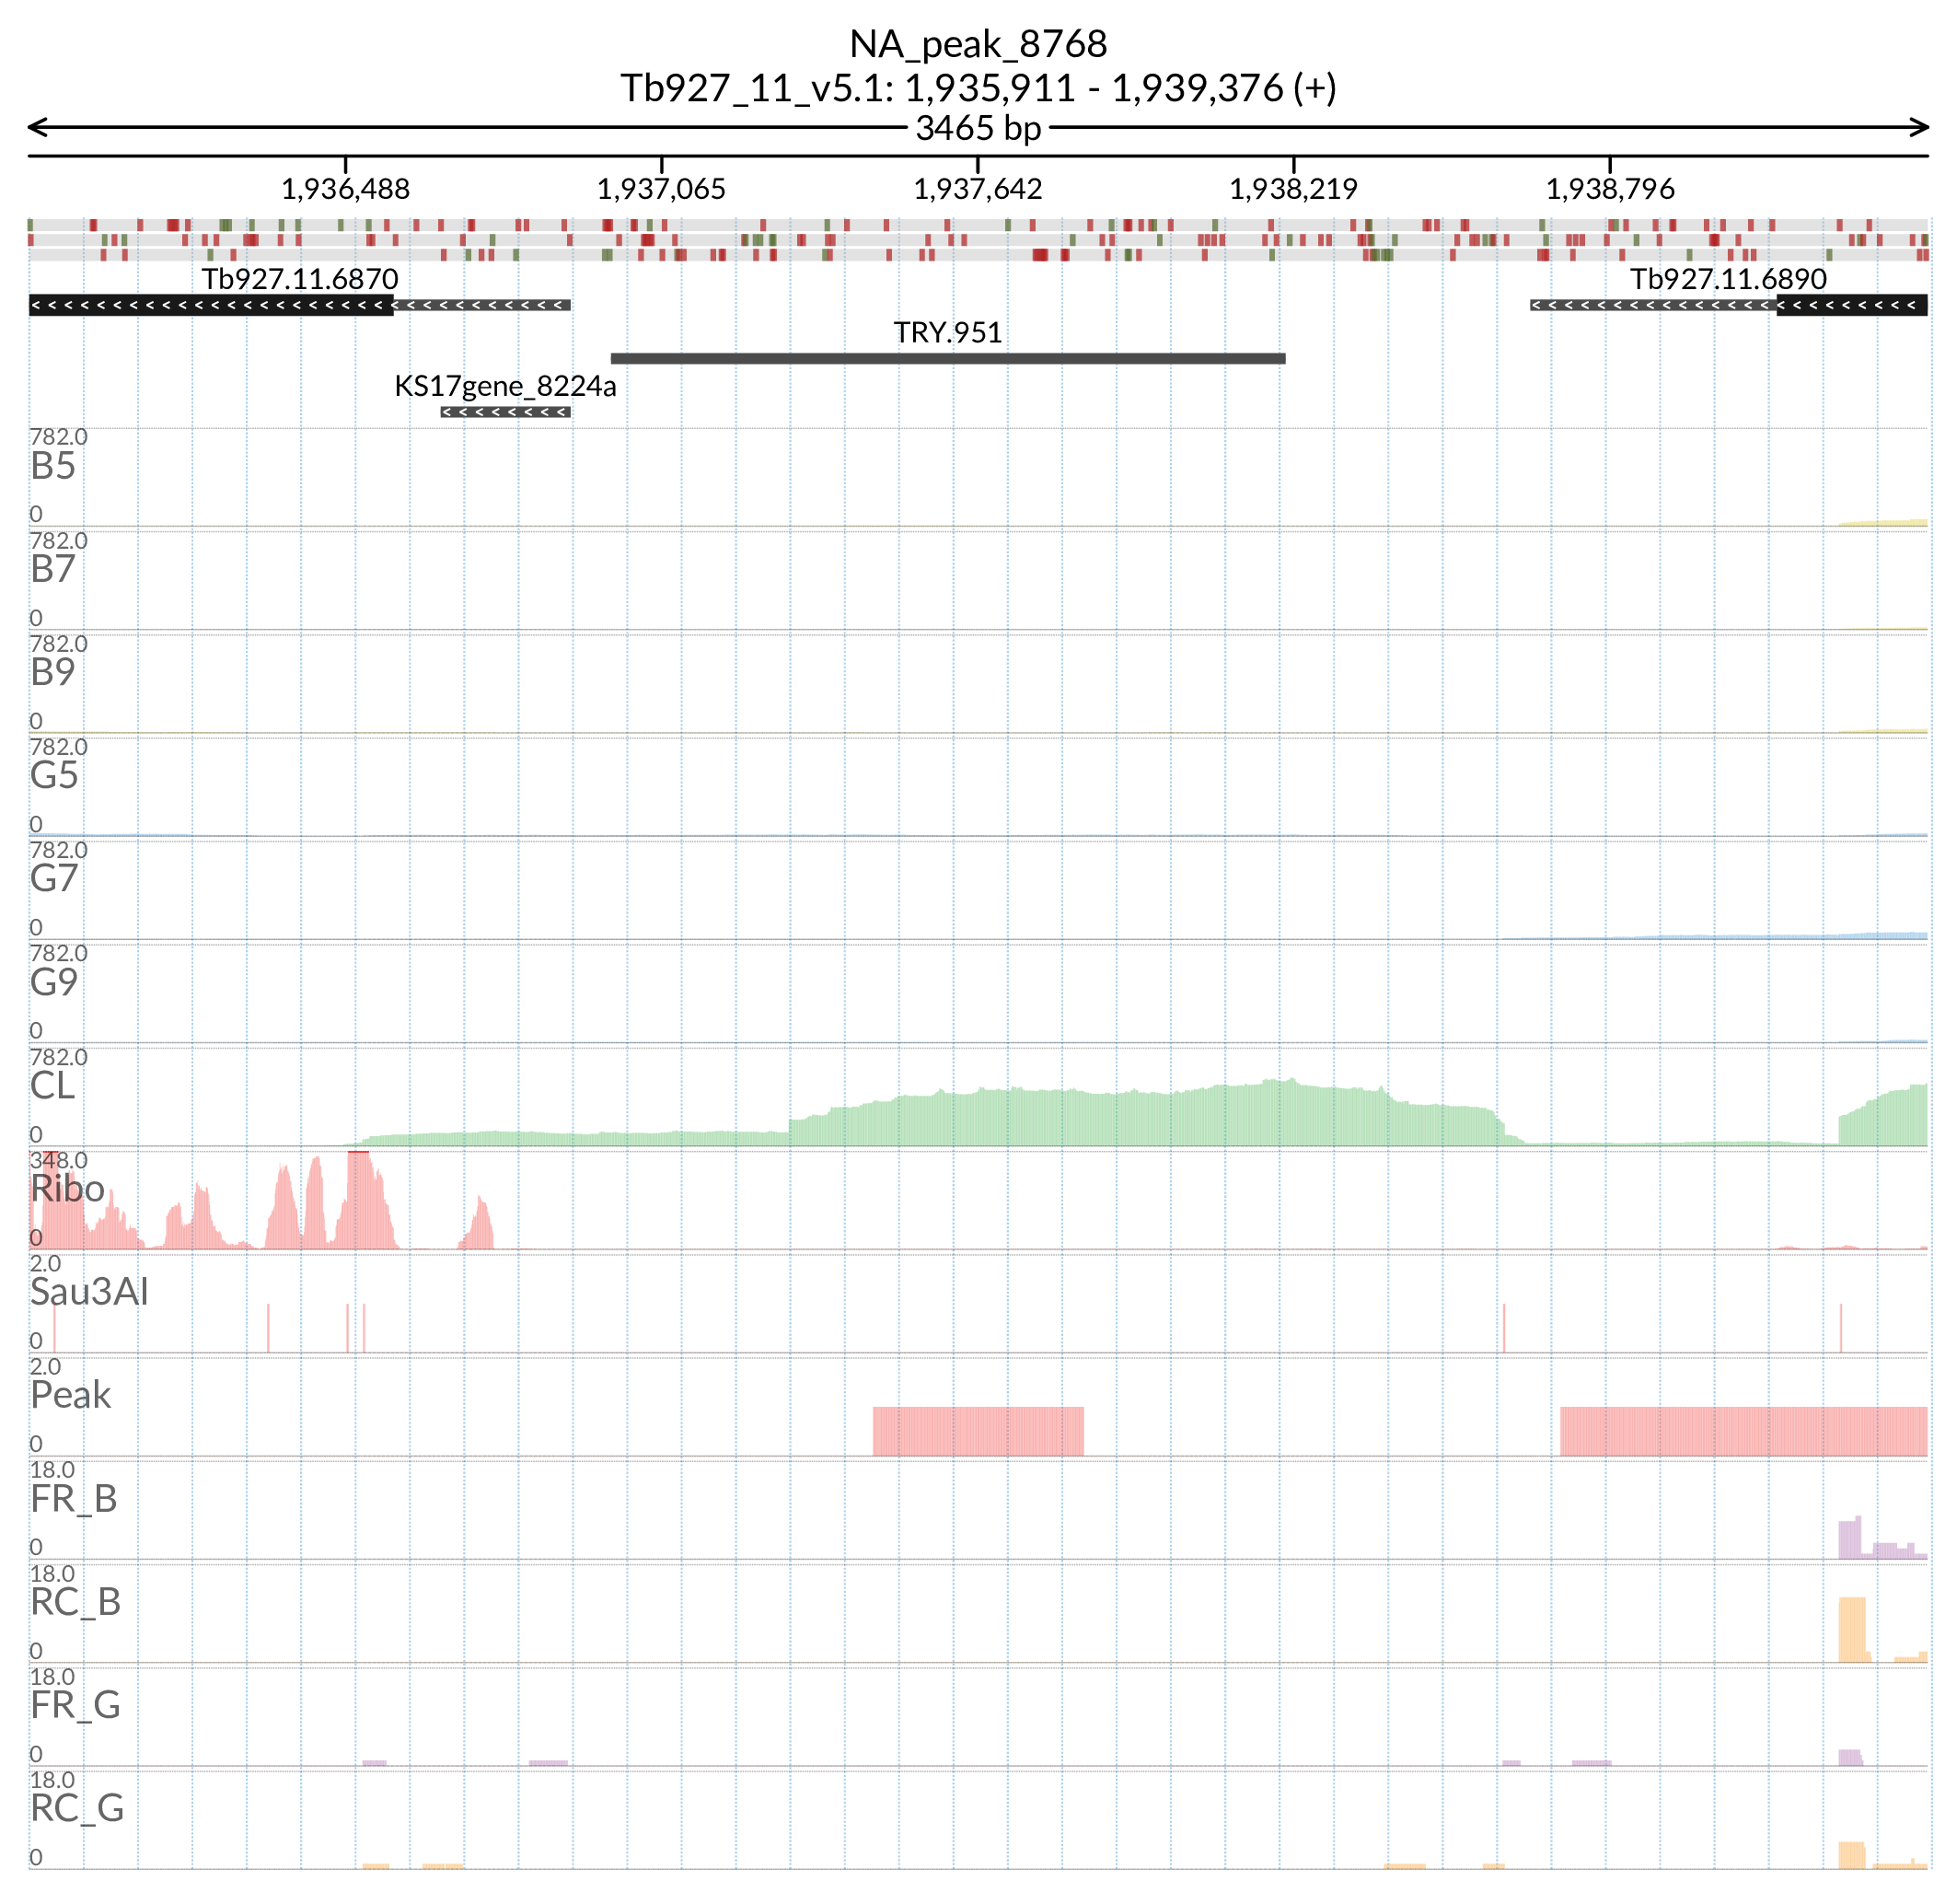 NA_peak_8768
Tb927_11_v5.1: 1,935,911 - 1,939,376 (+)
3465 bp
1,936,488 1,937,065 1,937,642 1,938,219 1,938,796
Tb927.11.6870 Tb927.11.6890
TRY.951
KS17gene_8224a
782.0
B5
0
782.0
B7
0
782.0
B9
0
782.0
G5
0
782.0
G7
0
782.0
G9
0
782.0
CL
0
348.0
Ribo
0
2.0
Sau3AI
0
2.0
Peak
0
18.0
FR_B
0
18.0
RC_B
0
18.0
FR_G
0
18.0
RC_G
0